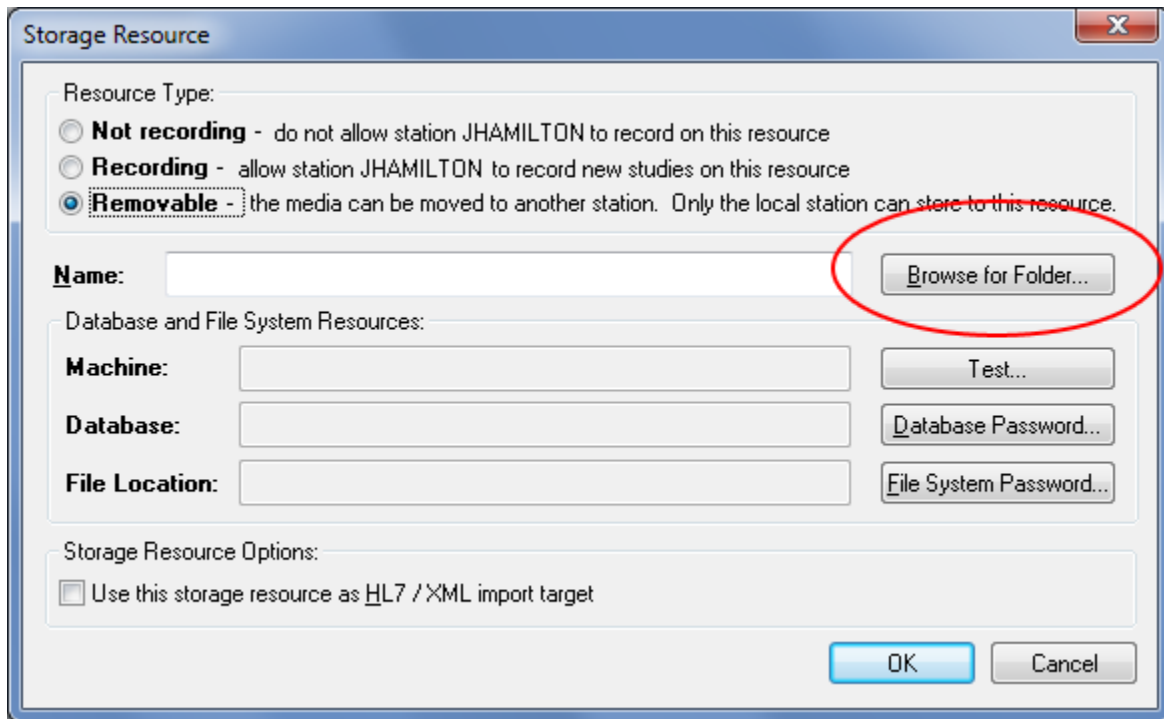 Storage Resource
Resource Type:
Not recording - do not allow station JHAMILTON to record on this resource
Recording - allow station JHAMILTON to record new studies on this resource
Removable - the media can be moved to another station. Only the local station can store to this resource.
Name: Browse for Folder...
Database and File System Resources:
Machine: Test...
Database: Database Password...
File Location: File System Password...
Storage Resource Options:
Use this storage resource as HL7 / XML import target
OK Cancel